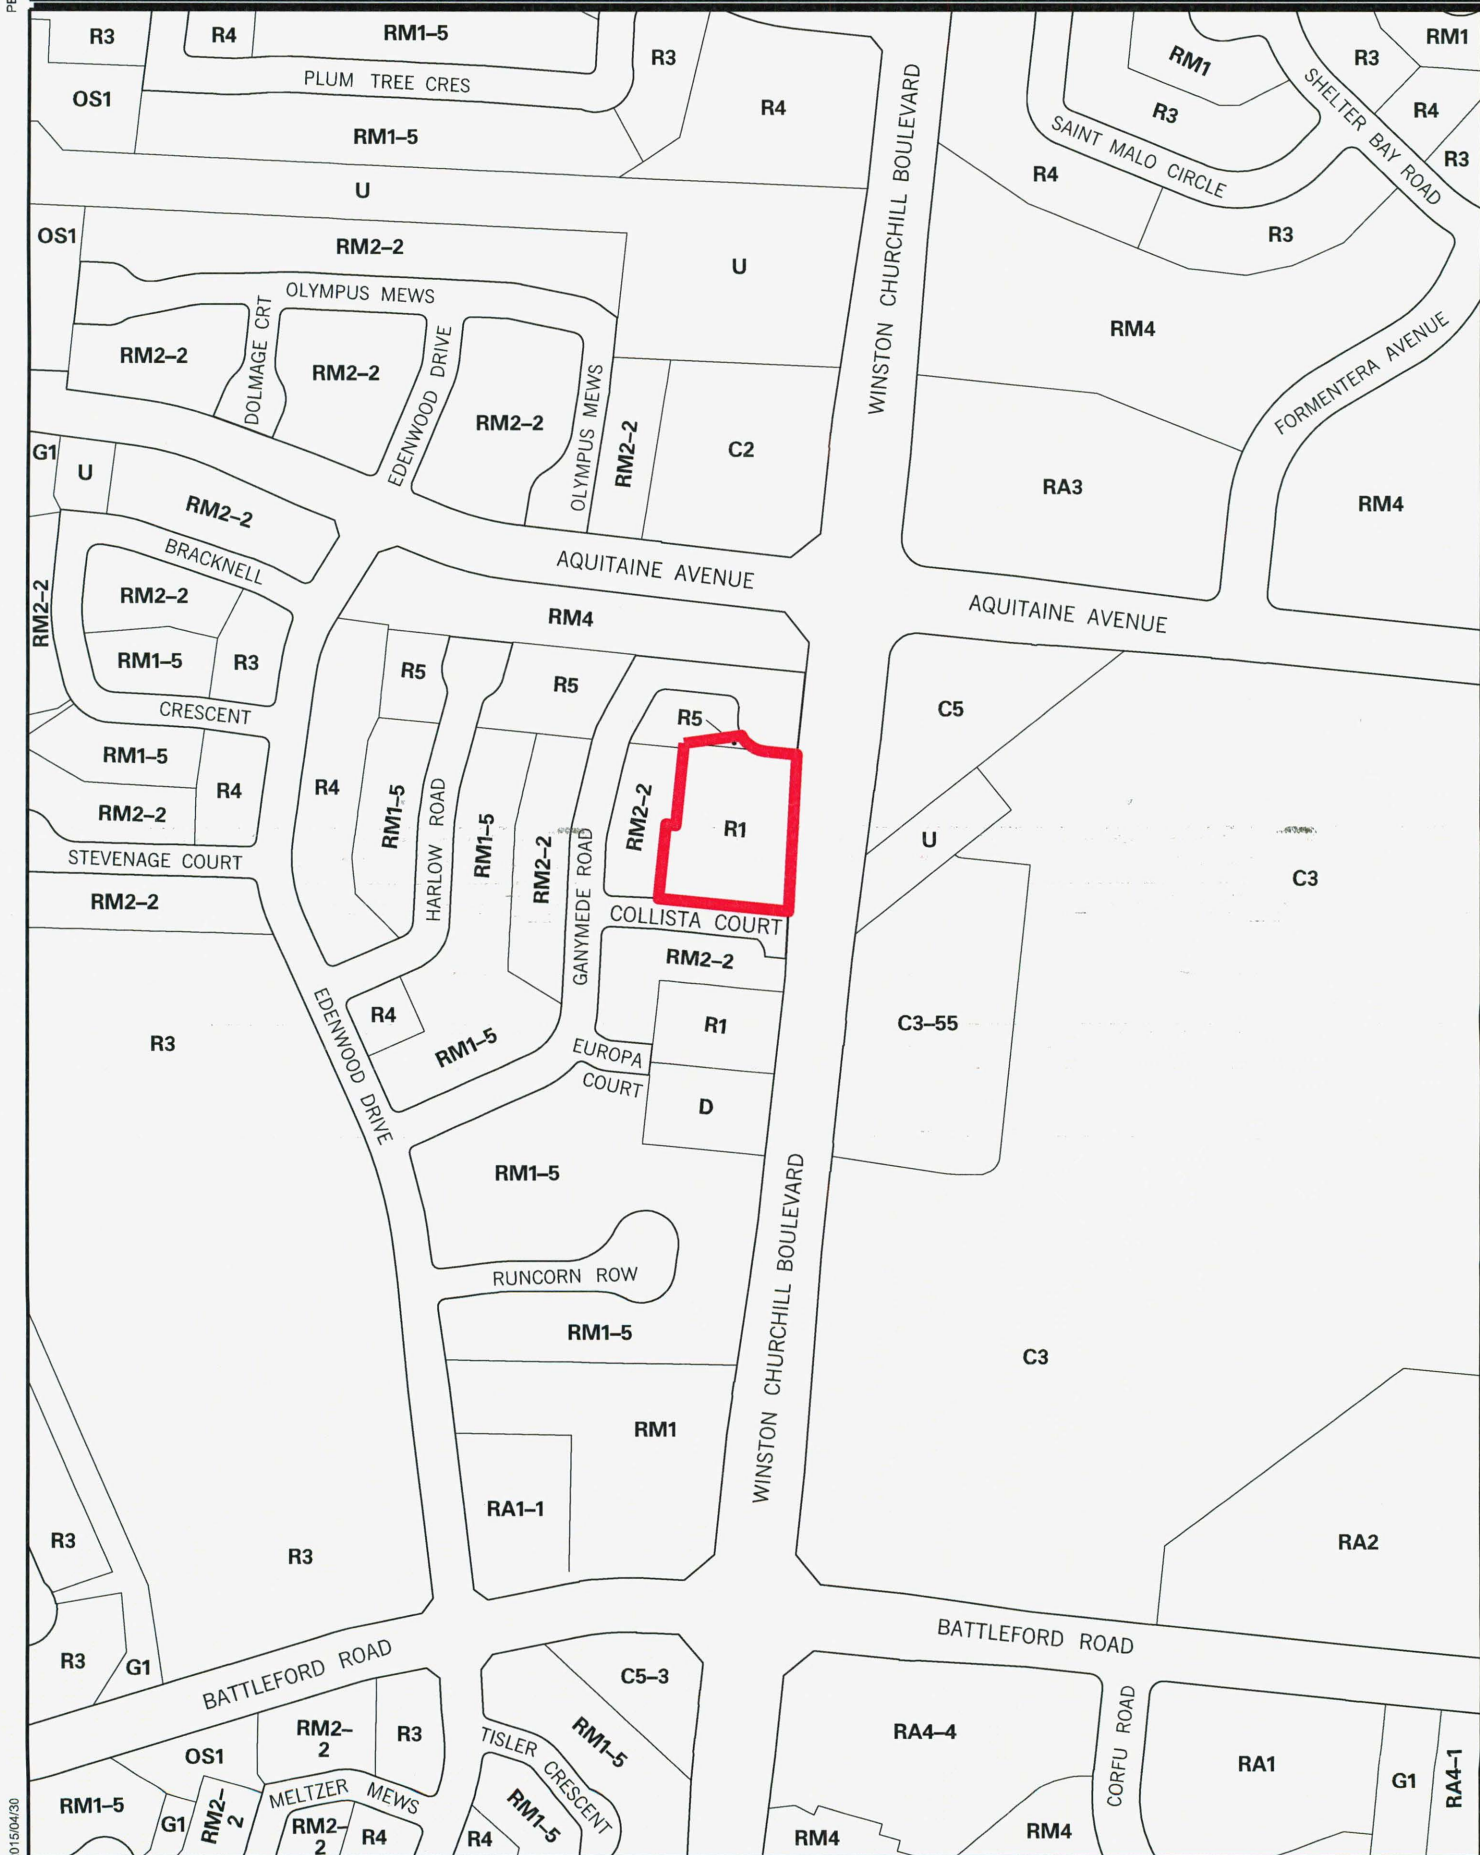 R3
R4
RM1–5
R3
RM1
R3
RM1
PLUM TREE CRES
OS1
R4
R3
R4
SHELTER BAY ROAD
RM1–5
SAINT MALO CIRCLE
R3
R4
U
WINSTON CHURCHILL BOULEVARD
OS1
RM2–2
R3
U
OLYMPUS MEWS
RM4
DOLMAGE CRT
RM2–2
RM2–2
EDENWOOD DRIVE
FORMENTERA AVENUE
RM2–2
OLYMPUS MEWS
RM2–2
C2
G1
U
RA3
RM4
RM2–2
BRACKNELL
AQUITAINE AVENUE
RM2–2
RM2–2
RM4
AQUITAINE AVENUE
RM1–5
R3
R5
R5
CRESCENT
R5
C5
RM1–5
R4
R4
RM2–2
RM1–5
HARLOW ROAD
RM1–5
RM2–2
GANYMEDE ROAD
RM2–2
R1
U
C3
STEVENAGE COURT
RM2–2
COLLISTA COURT
RM2–2
R4
R1
C3–55
R3
EDENWOOD DRIVE
RM1–5
EUROPA
COURT
D
RM1–5
RUNCORN ROW
WINSTON CHURCHILL BOULEVARD
RM1–5
C3
RM1
RA1–1
R3
R3
RA2
BATTLEFORD ROAD
R3
G1
BATTLEFORD ROAD
C5–3
RM2–
2
R3
TISLER CRESCENT
RM1–5
RA4–4
CORFU ROAD
RA1
OS1
G1
RA4–1
MELTZER MEWS
RM1–5
G1
RM2–
2
RM2–
2
R4
R4
RM1–5
RM4
RM4
015/04/30